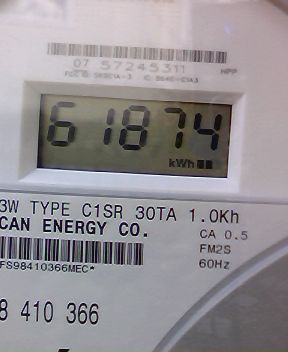 07 57245311
HPP
61874
kWh
3W TYPE C1SR 30TA 1.0Kh
CAN ENERGY CO.
CA 0.5
FM2S
60Hz
FS98410366MEC*
8 410 366